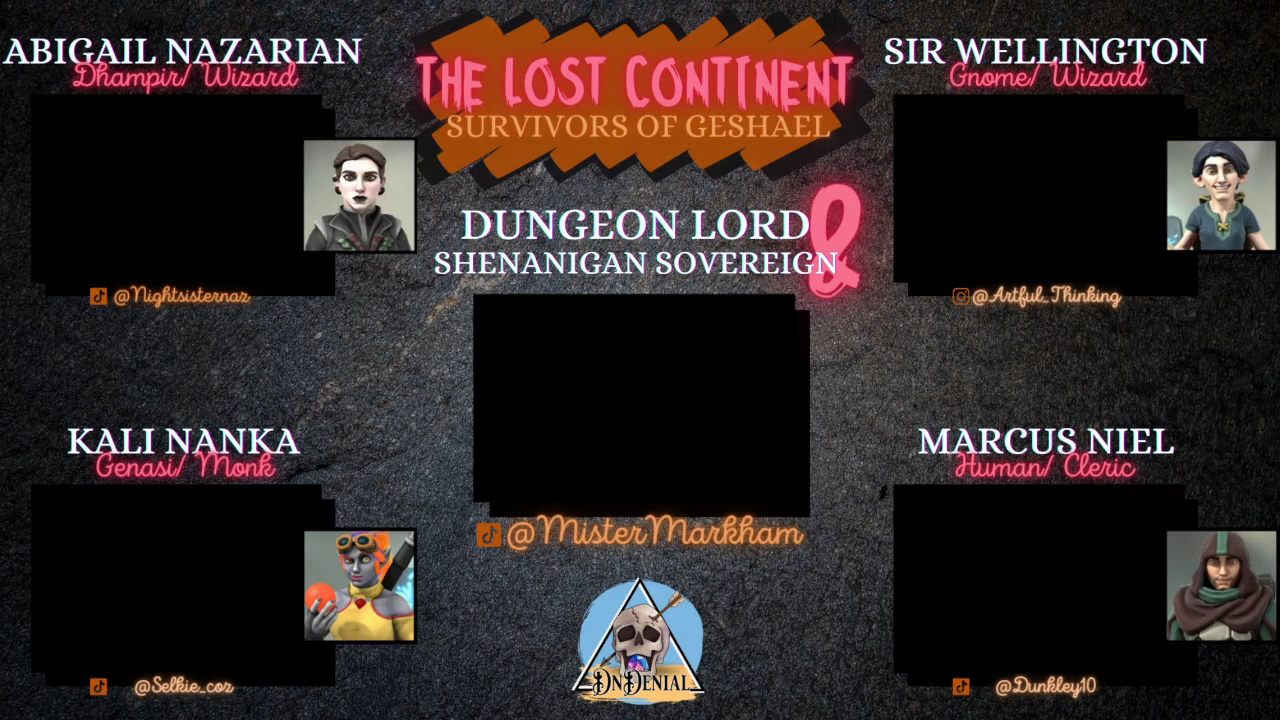 ABIGAIL NAZARIAN
Dhampir/ Wizard
@Nightsisternaz
THE LOST CONTINENT
SURVIVORS OF GESHAEL
DUNGEON LORD
&
SHENANIGAN SOVEREIGN
@MisterMarkham
SIR WELLINGTON
Gnome/ Wizard
@Artful_Thinking
KALI NANKA
Genasi/ Monk
@Selkie_coz
MARCUS NIEL
Human/ Cleric
@Dunkley10
DNDENIAL